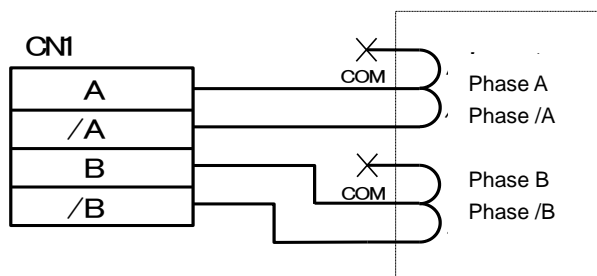 CN1
A
/A
B
/B
COM
Phase A
Phase /A
COM
Phase B
Phase /B